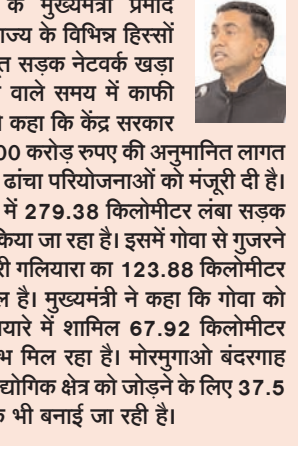 के मुख्यमंत्री प्रमोद
राज्य के विभिन्न हिस्सों
सड़क नेटवर्क खड़ा
वाले समय में काफी
कहा कि केंद्र सरकार
00 करोड़ रुपए की अनुमानित लागत
ढांचा परियोजनाओं को मंजूरी दी है।
में 279.38 किलोमीटर लंबा सड़क
किया जा रहा है। इसमें गोवा से गुजरने
गलियारा का 123.88 किलोमीटर
है। मुख्यमंत्री ने कहा कि गोवा को
में शामिल 67.92 किलोमीटर
मिल रहा है। मोरमुगाओ बंदरगाह
क्षेत्र को जोड़ने के लिए 37.5
भी बनाई जा रही है।